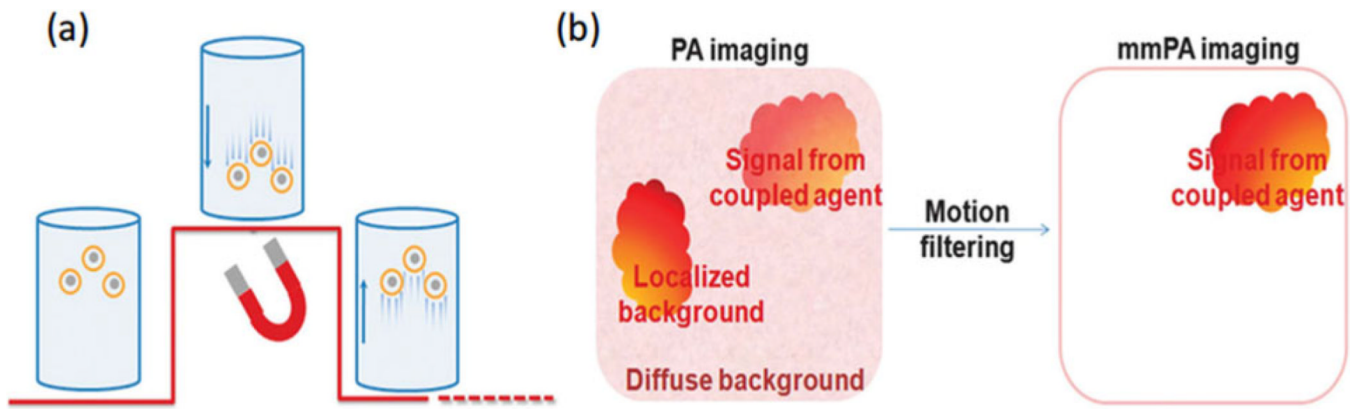 (a)
(b)
PA imaging
Signal from
coupled agent
Localized
background
Diffuse background
Motion
filtering
mmPA imaging
Signal from
coupled agent